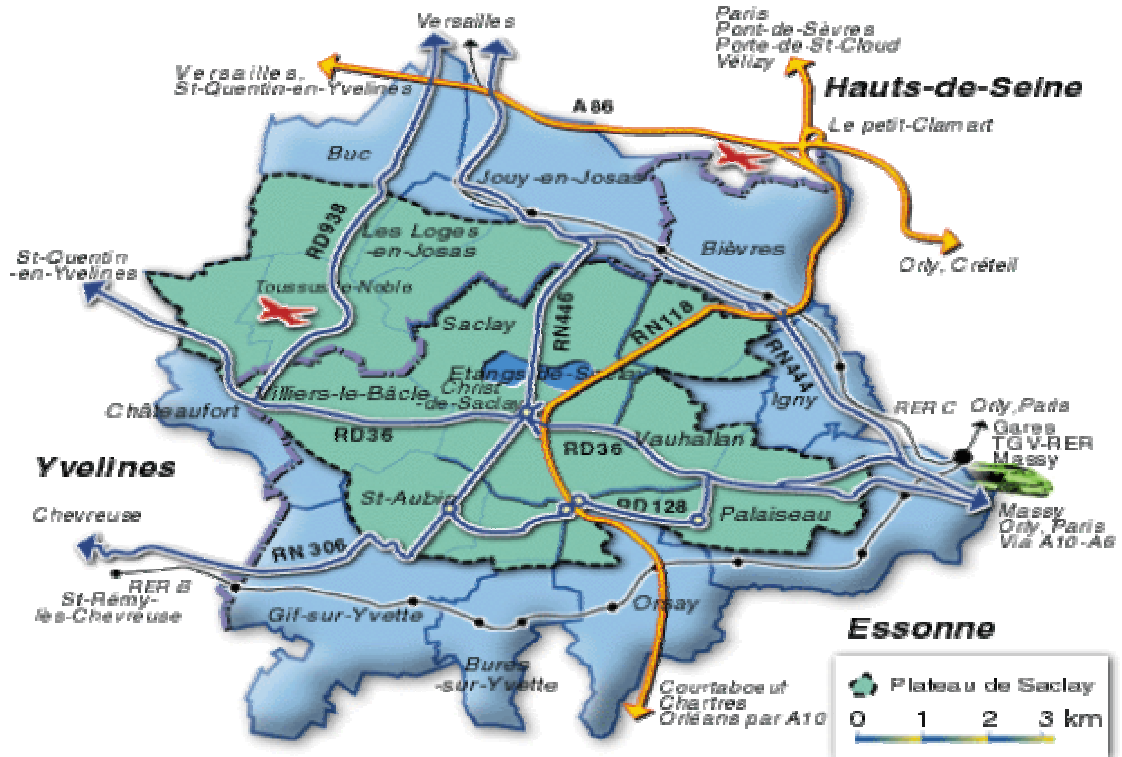 Versailles
Paris
Pont-de-Sèvres
Porte-de-St-Cloud
Vélizy
Versailles,
St-Quentin-en-Yvelines
Hauts-de-Seine
A86
Le petit-Clamart
Buc
Jouy-en-Josas
RD938
Les Loges
-en-Josas
Bièvres
St-Quentin
-en-Yvelines
Orly, Créteil
Toussus-le-Noble
Saclay
RN446
RN118
RN444
Etangs-de-Saclay
Villiers-le-Bâcle
Christ
-de-Saclay
Châteaufort
Igny
RER C
Orly, Paris
Gares
TGV-RER
Massy
RD36
RD36
Vauhallan
Yvelines
St-Aubin
RD128
Palaiseau
Chevreuse
Massy
Orly, Paris
Via A10-A6
RN 306
RER B
St-Rémy-
lès-Chevreuse
Gif-sur-Yvette
Orsay
Essonne
Bures
-sur-Yvette
Courtaboeuf
Chartres
Orléans par A10
Plateau de Saclay
0 1 2 3 km